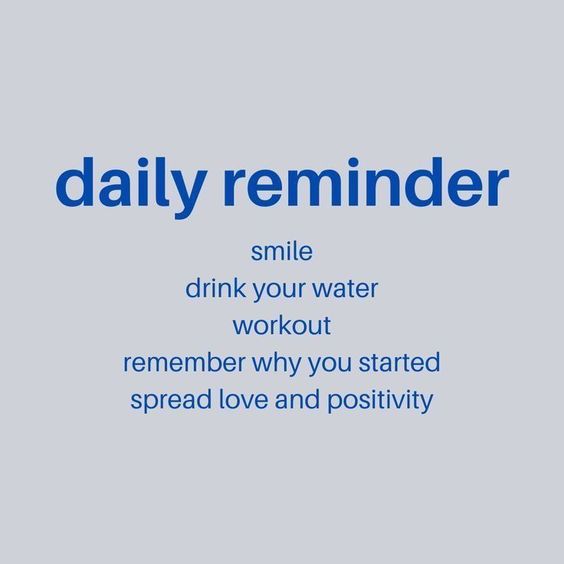 daily reminder
smile
drink your water
workout
remember why you started
spread love and positivity